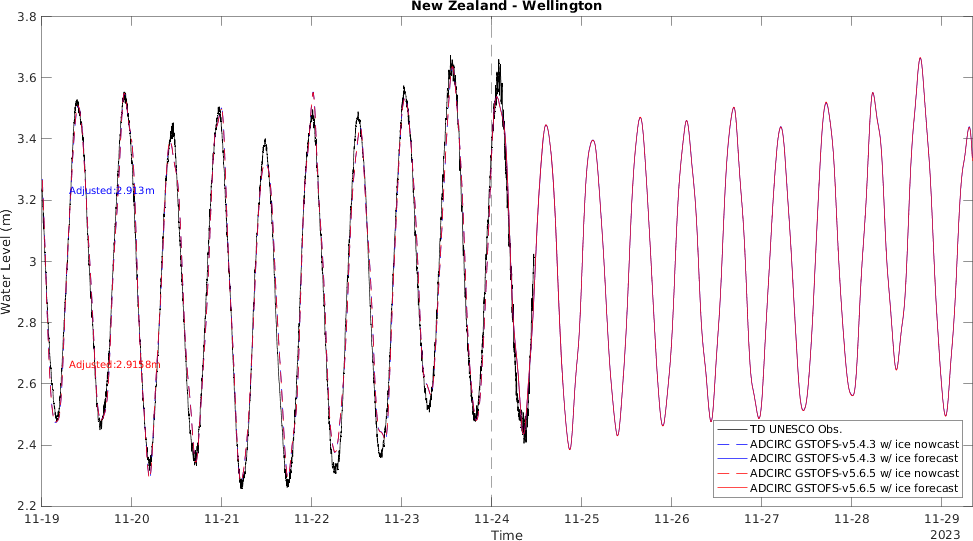 New Zealand - Wellington
3.8
3.6
3.4
3.2
3
2.8
2.6
2.4
2.2
Water Level (m)
Adjusted:2.913m
Adjusted:2.9158m
TD UNESCO Obs.
ADCIRC GSTOFS-v5.4.3 w/ ice nowcast
ADCIRC GSTOFS-v5.4.3 w/ ice forecast
ADCIRC GSTOFS-v5.6.5 w/ ice nowcast
ADCIRC GSTOFS-v5.6.5 w/ ice forecast
11-19 11-20 11-21 11-22 11-23 11-24 11-25 11-26 11-27 11-28 11-29
Time
2023